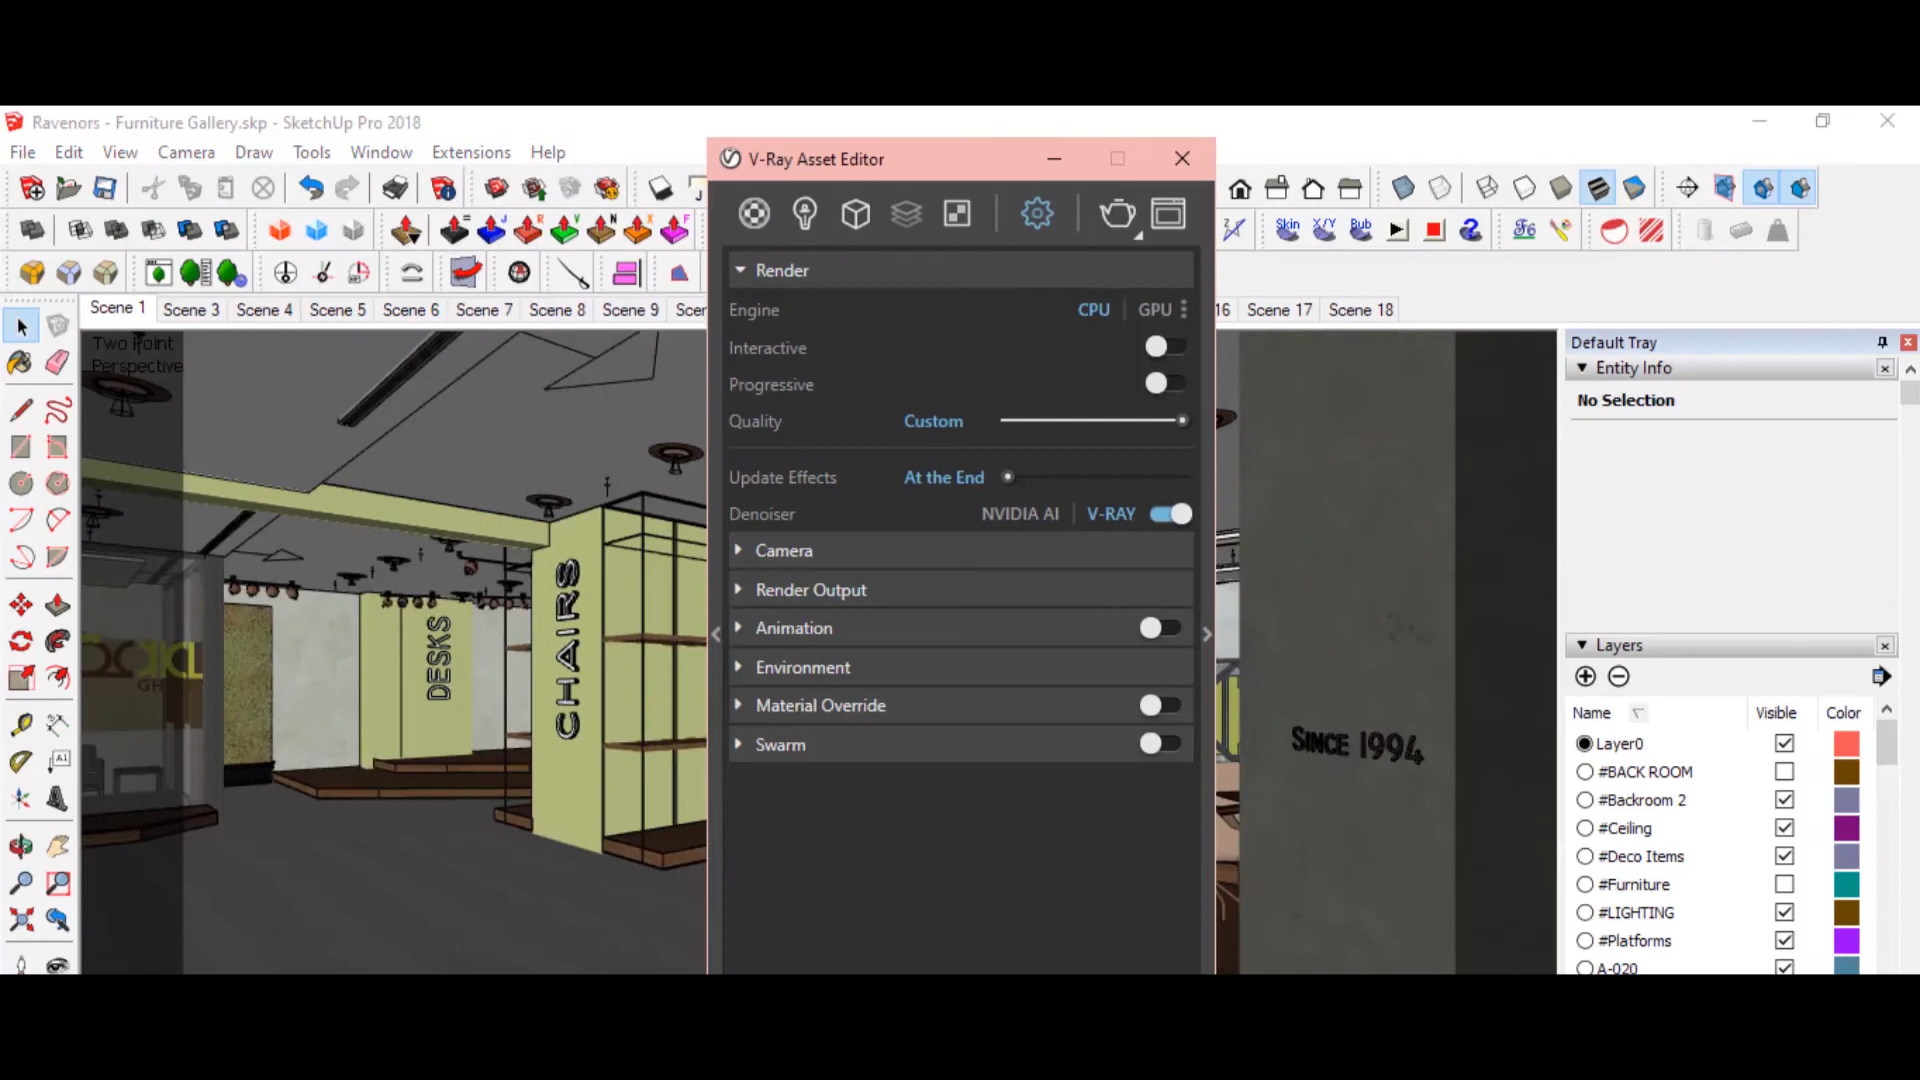 Ravenors - Furniture Gallery.skp - SketchUp Pro 2018
File Edit View Camera Draw Tools Window Extensions Help
V-Ray Asset Editor
Skin X/Y Bub
Scene 1 Scene 3 Scene 4 Scene 5 Scene 6 Scene 7 Scene 8 Scene 9 Scer 16 Scene 17 Scene 18
Two Point
Perspective
DESKS
CHAIRS
SINCE 1994
Render
Engine CPU GPU
Interactive
Progressive
Quality Custom
Update Effects At the End
Denoiser NVIDIA AI V-RAY
Camera
Render Output
Animation
Environment
Material Override
Swarm
Default Tray
Entity Info
No Selection
Layers
Name Visible Color
Layer0
#BACK ROOM
#Backroom 2
#Ceiling
#Deco Items
#Furniture
#LIGHTING
#Platforms
A-020